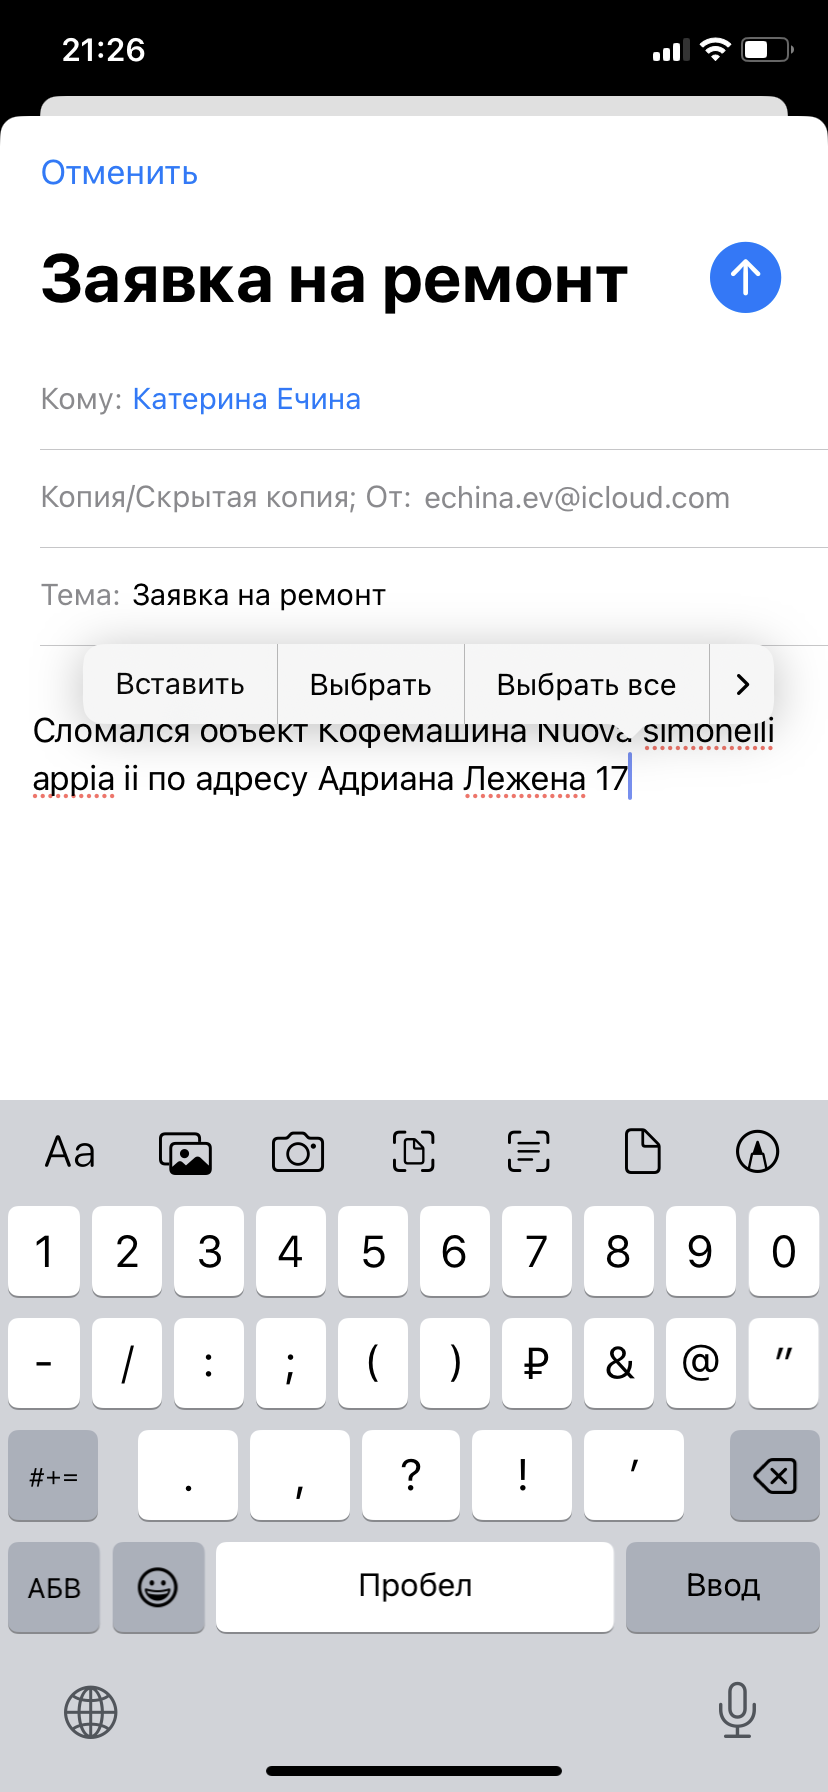 21:26
Отменить
Заявка на ремонт
Кому: Катерина Ечина
Копия/Скрытая копия; От: echina.ev@icloud.com
Тема: Заявка на ремонт
Вставить Выбрать Выбрать все
Сломался объект Кофемашина Nuova simonelli
appia ii по адресу Адриана Лежена 17
Aa
1 2 3 4 5 6 7 8 9 0
- / : ; ( ) ₽ & @ "
#+= . , ? ! '
АБВ Пробел Ввод